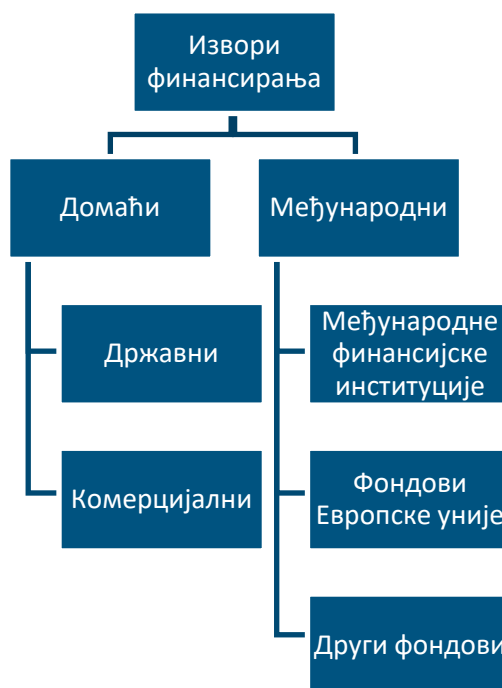 Извори
финансирања
Домаћи
Међународни
Државни
Комерцијални
Међународне
финансијске
институције
Фондови
Европске уније
Други фондови